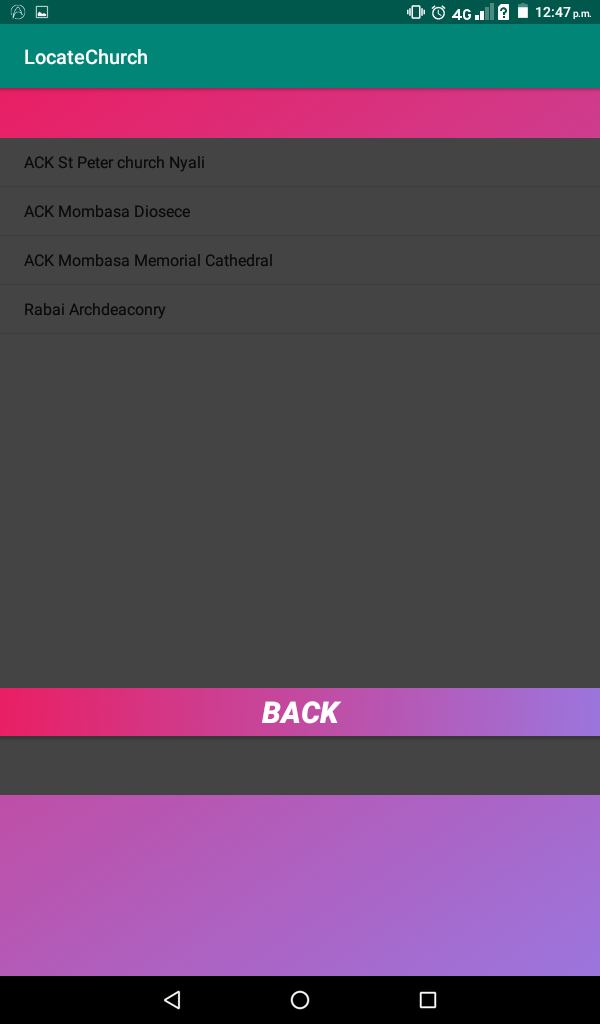 4G 12:47 p.m.
LocateChurch
ACK St Peter church Nyali
ACK Mombasa Diosece
ACK Mombasa Memorial Cathedral
Rabai Archdeaconry
BACK